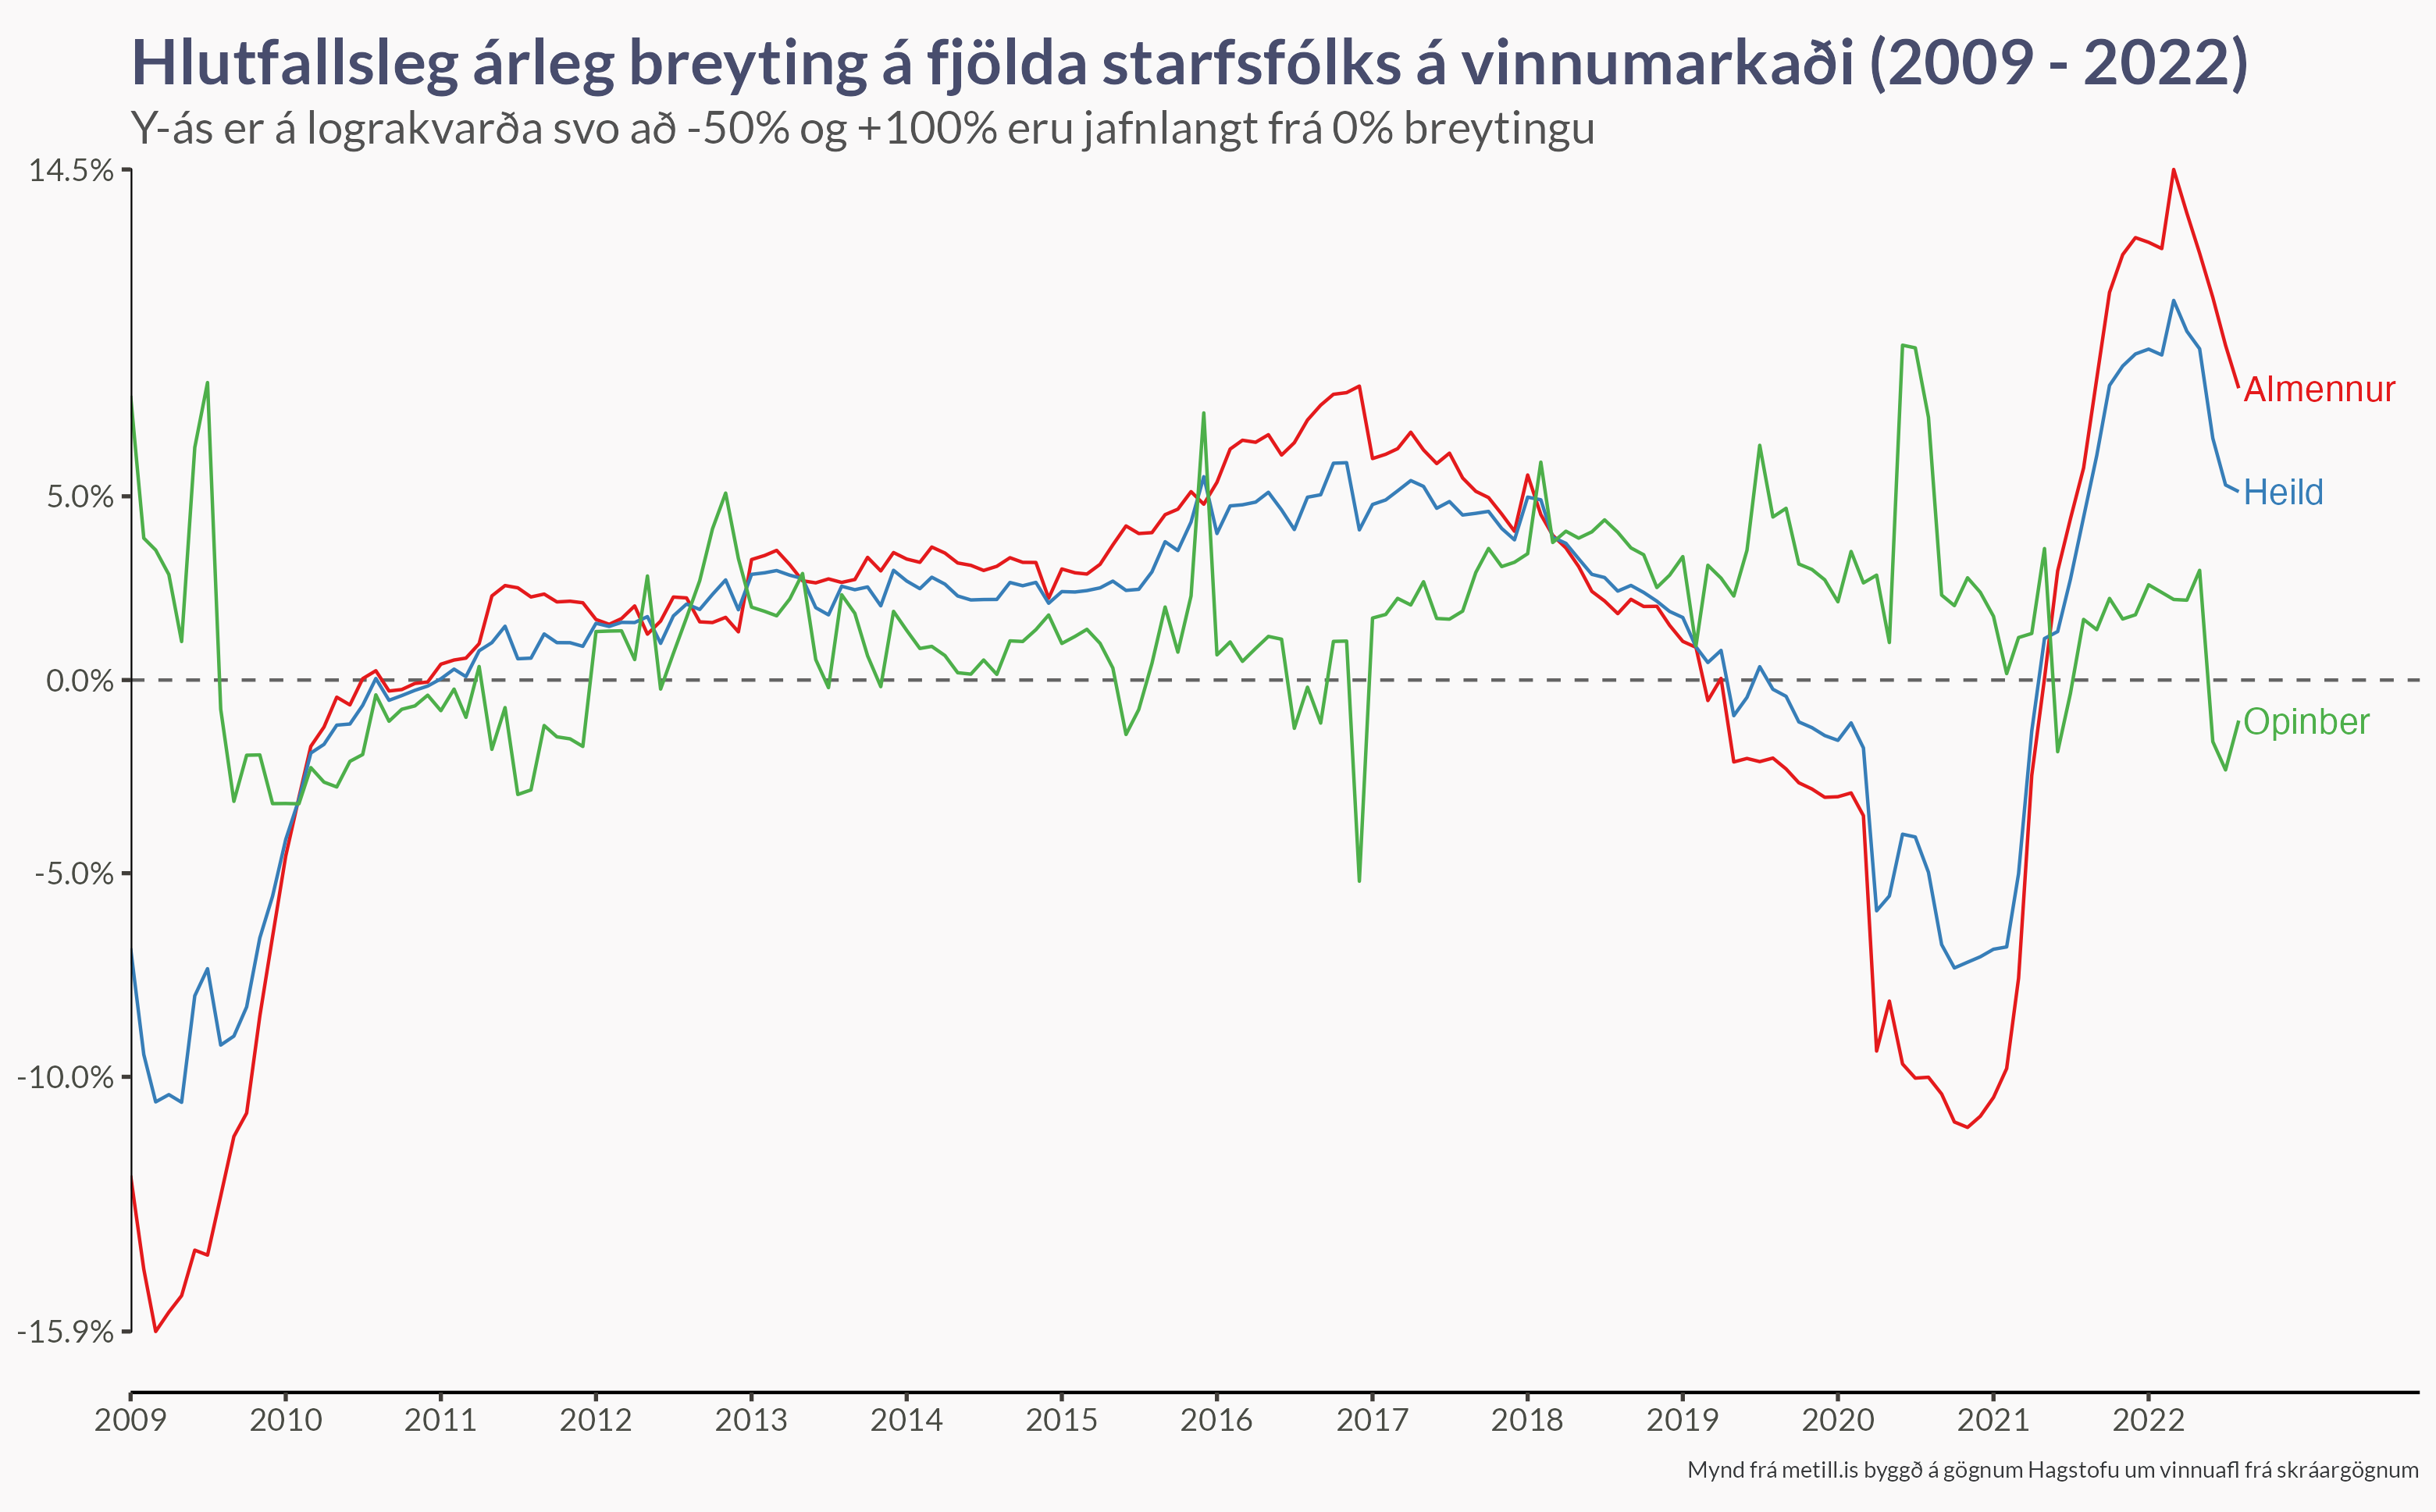 Hlutfallsleg árleg breyting á fjölda starfsfólks á vinnumarkaði (2009 - 2022)
Y-ás er á lograkvarða svo að -50% og +100% eru jafnlangt frá 0% breytingu
14.5%
5.0%
0.0%
-5.0%
-10.0%
-15.9%
Almennur
Heild
Opinber
2009 2010 2011 2012 2013 2014 2015 2016 2017 2018 2019 2020 2021 2022
Mynd frá metill.is byggð á gögnum Hagstofu um vinnuafl frá skráargögnum